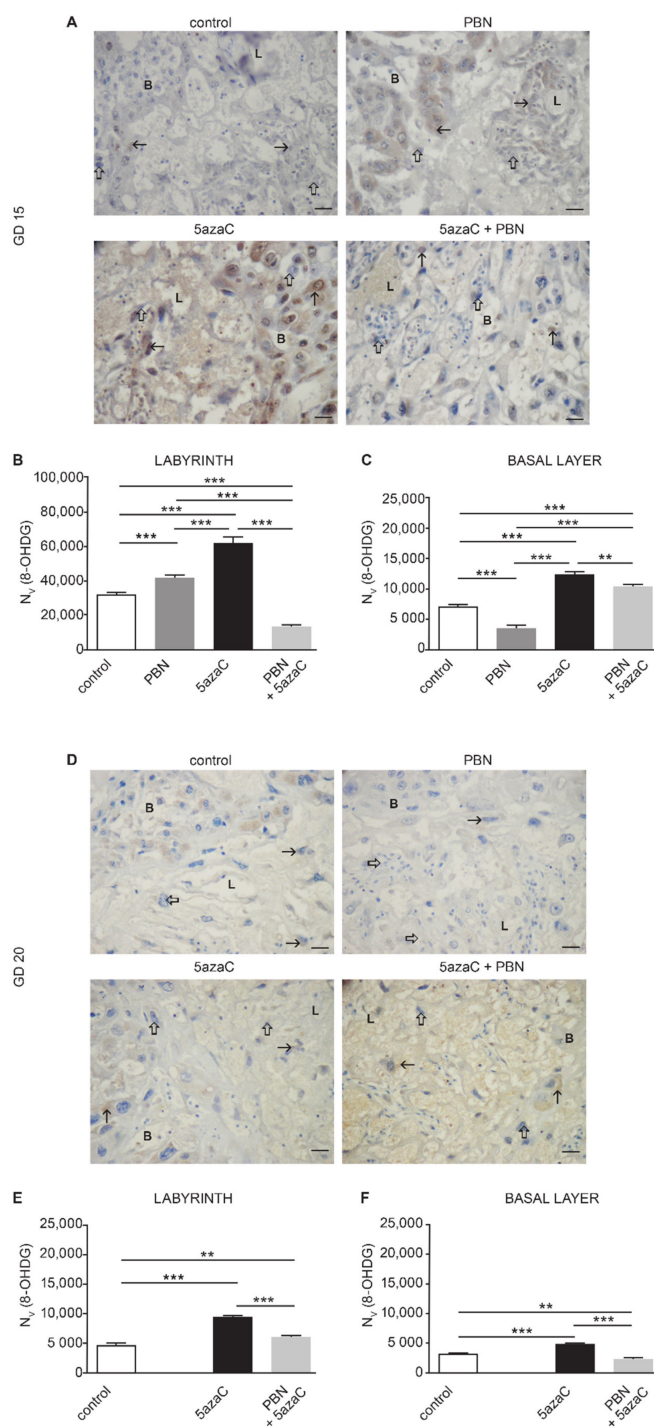 A
control
PBN
L
B
B
L
GD 15
5azaC
5azaC + PBN
L
B
L
B
B
LABYRINTH
***
***
***
***
***
***
100,000
80,000
60,000
40,000
20,000
0
NV (8-OHDG)
control
PBN
5azaC
PBN
+ 5azaC
C
BASAL LAYER
***
***
***
***
**
***
25,000
20,000
15,000
10,000
5 000
0
NV (8-OHDG)
control
PBN
5azaC
PBN
+ 5azaC
D
control
PBN
B
L
B
L
GD 20
5azaC
5azaC + PBN
L
B
L
B
E
LABYRINTH
**
***
***
25,000
20,000
15,000
10,000
5 000
0
NV (8-OHDG)
control
5azaC
PBN
+ 5azaC
F
BASAL LAYER
**
***
***
25,000
20,000
15,000
10,000
5 000
0
NV (8-OHDG)
control
5azaC
PBN
+ 5azaC